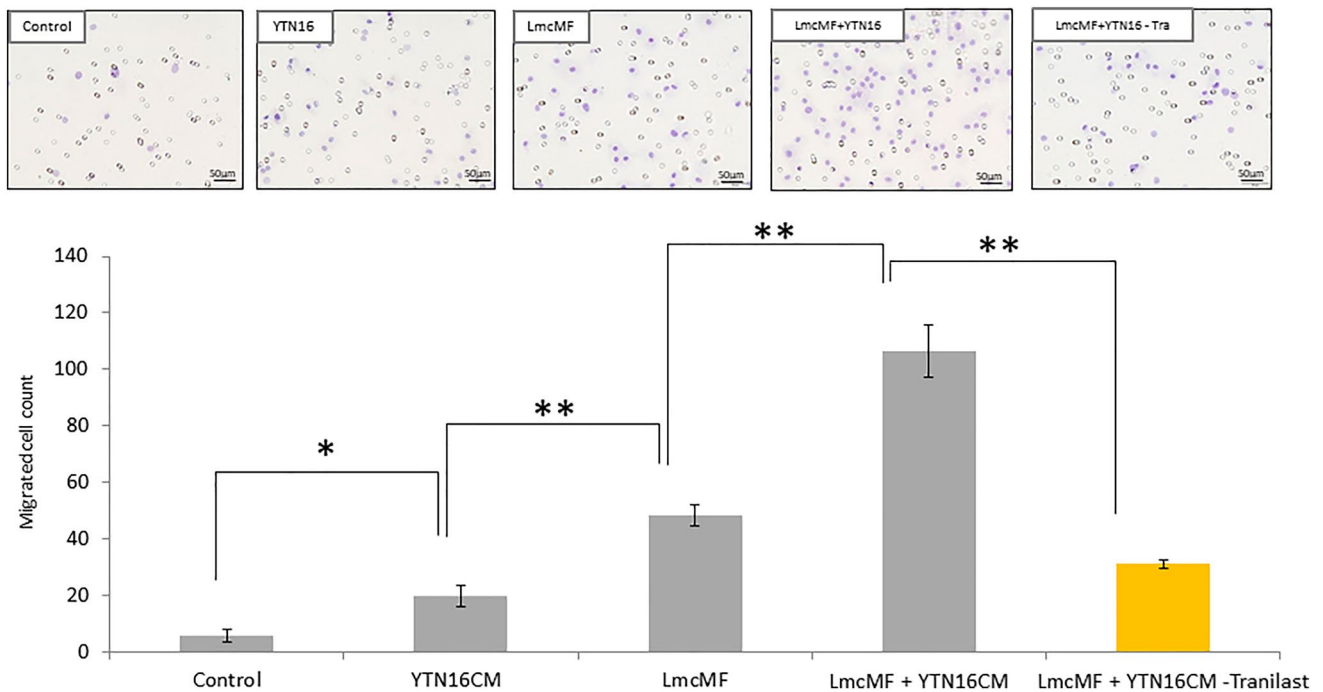 Control
YTN16
LmcMF
LmcMF+YTN16
LmcMF+YTN16 - Tra
50µm
50µm
50µm
50µm
50µm
Migrated cell count
140
120
100
80
60
40
20
0
*
**
**
**
Control
YTN16CM
LmcMF
LmcMF + YTN16CM
LmcMF + YTN16CM -Tranilast